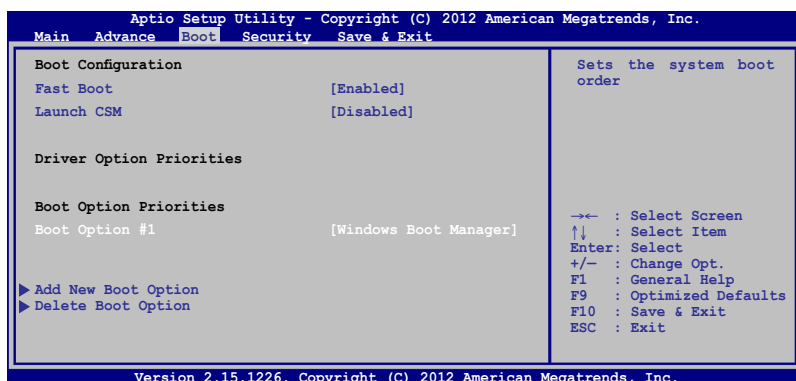 Aptio Setup Utility - Copyright (C) 2012 American Megatrends, Inc.
Main Advance Boot Security Save & Exit
Boot Configuration
Fast Boot [Enabled]
Launch CSM [Disabled]
Driver Option Priorities
Boot Option Priorities
Boot Option #1 [Windows Boot Manager]
Add New Boot Option
Delete Boot Option
Sets the system boot
order
→← : Select Screen
↑↓ : Select Item
Enter: Select
+/— : Change Opt.
F1 : General Help
F9 : Optimized Defaults
F10 : Save & Exit
ESC : Exit
Version 2.15.1226. Copyright (C) 2012 American Megatrends, Inc.